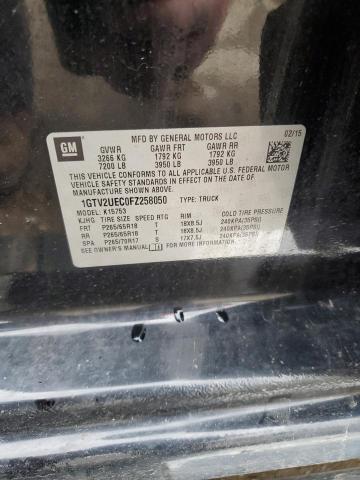 GM MFD BY GENERAL MOTORS LLC 02/15
GVWR GAWR FRT GAWR RR
3266 KG 1792 KG 1792 KG
7200 LB 3950 LB 3950 LB
THIS VEHICLE CONFORMS TO ALL APPLICABLE U.S. FEDERAL MOTOR
VEHICLE SAFETY AND THEFT PREVENTION STANDARDS IN EFFECT ON THE DATE OF
MANUFACTURE SHOWN ABOVE.
1GTV2UEC0FZ258050 TYPE: TRUCK
MODEL: K15753
KJHG TIRE SIZE SPEED RTG RIM COLD TIRE PRESSURE
FRT P265/65R18 T 18X8.5J 240KPA(35PSI)
RR P265/65R18 T 18X8.5J 240KPA(35PSI)
SPA P265/70R17 S 17X7.5J 240KPA(35PSI)
SEE OWNER'S MANUAL FOR